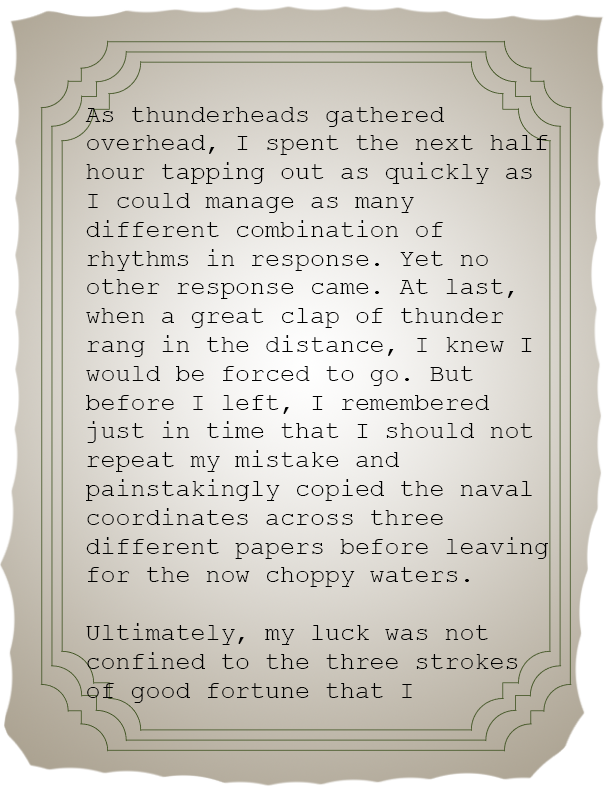 As thunderheads gathered
overhead, I spent the next half
hour tapping out as quickly as
I could manage as many
different combination of
rhythms in response. Yet no
other response came. At last,
when a great clap of thunder
rang in the distance, I knew I
would be forced to go. But
before I left, I remembered
just in time that I should not
repeat my mistake and
painstakingly copied the naval
coordinates across three
different papers before leaving
for the now choppy waters.

Ultimately, my luck was not
confined to the three strokes
of good fortune that I